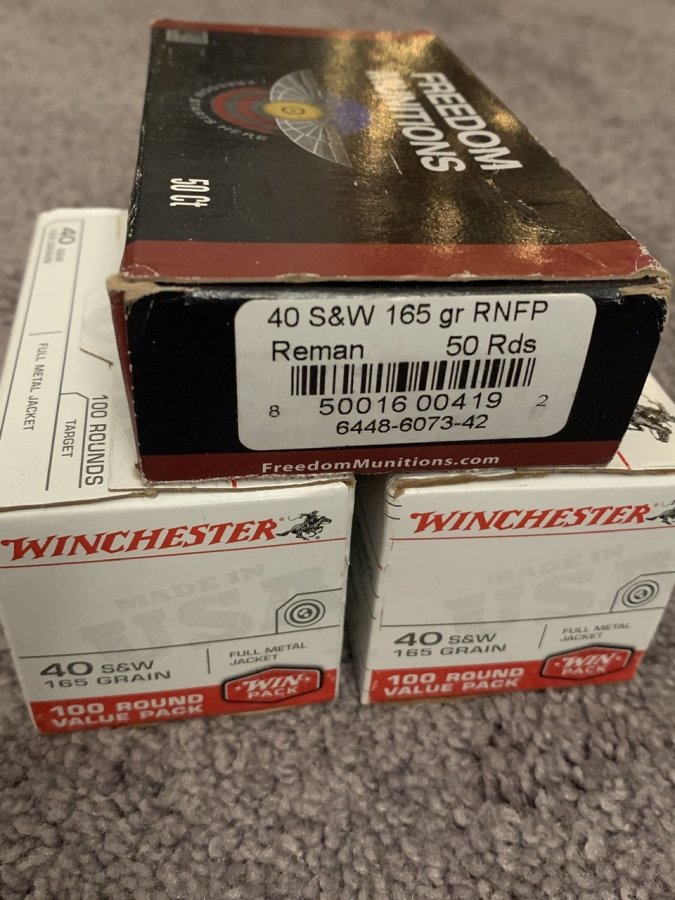 FREEDOM
MUNITIONS
STARTS HERE
50 Ct
40 S&W 165 gr RNFP
Reman 50 Rds
8 50016 00419 2
6448-6073-42
FreedomMunitions.com
40 S&W
165 GRAIN
FULL METAL JACKET
100 ROUNDS
TARGET
WINCHESTER
MADE IN
USA
40 S&W
165 GRAIN
FULL METAL
JACKET
100 ROUND
VALUE PACK
WIN
PACK
WINCHESTER
MADE IN
USA
40 S&W
165 GRAIN
FULL METAL
JACKET
100 ROUND
VALUE PACK
WIN
PACK